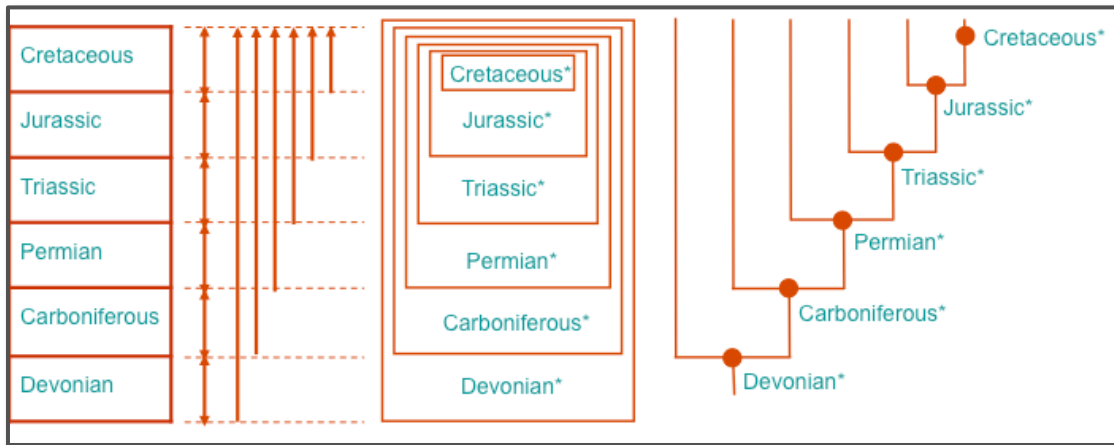 Cretaceous
Jurassic
Triassic
Permian
Carboniferous
Devonian
Cretaceous*
Jurassic*
Triassic*
Permian*
Carboniferous*
Devonian*
Cretaceous*
Jurassic*
Triassic*
Permian*
Carboniferous*
Devonian*